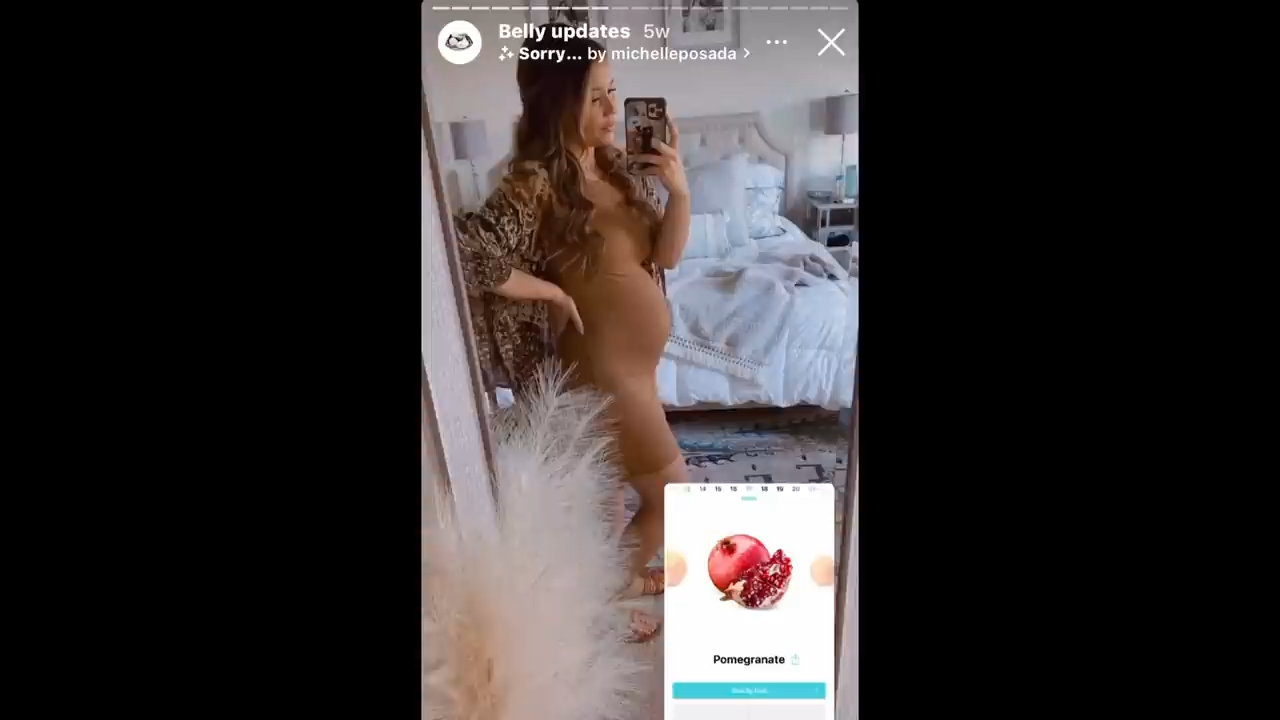 Belly updates 5w
Sorry... by michelleposada >
14 15 16 18 19 20
Pomegranate